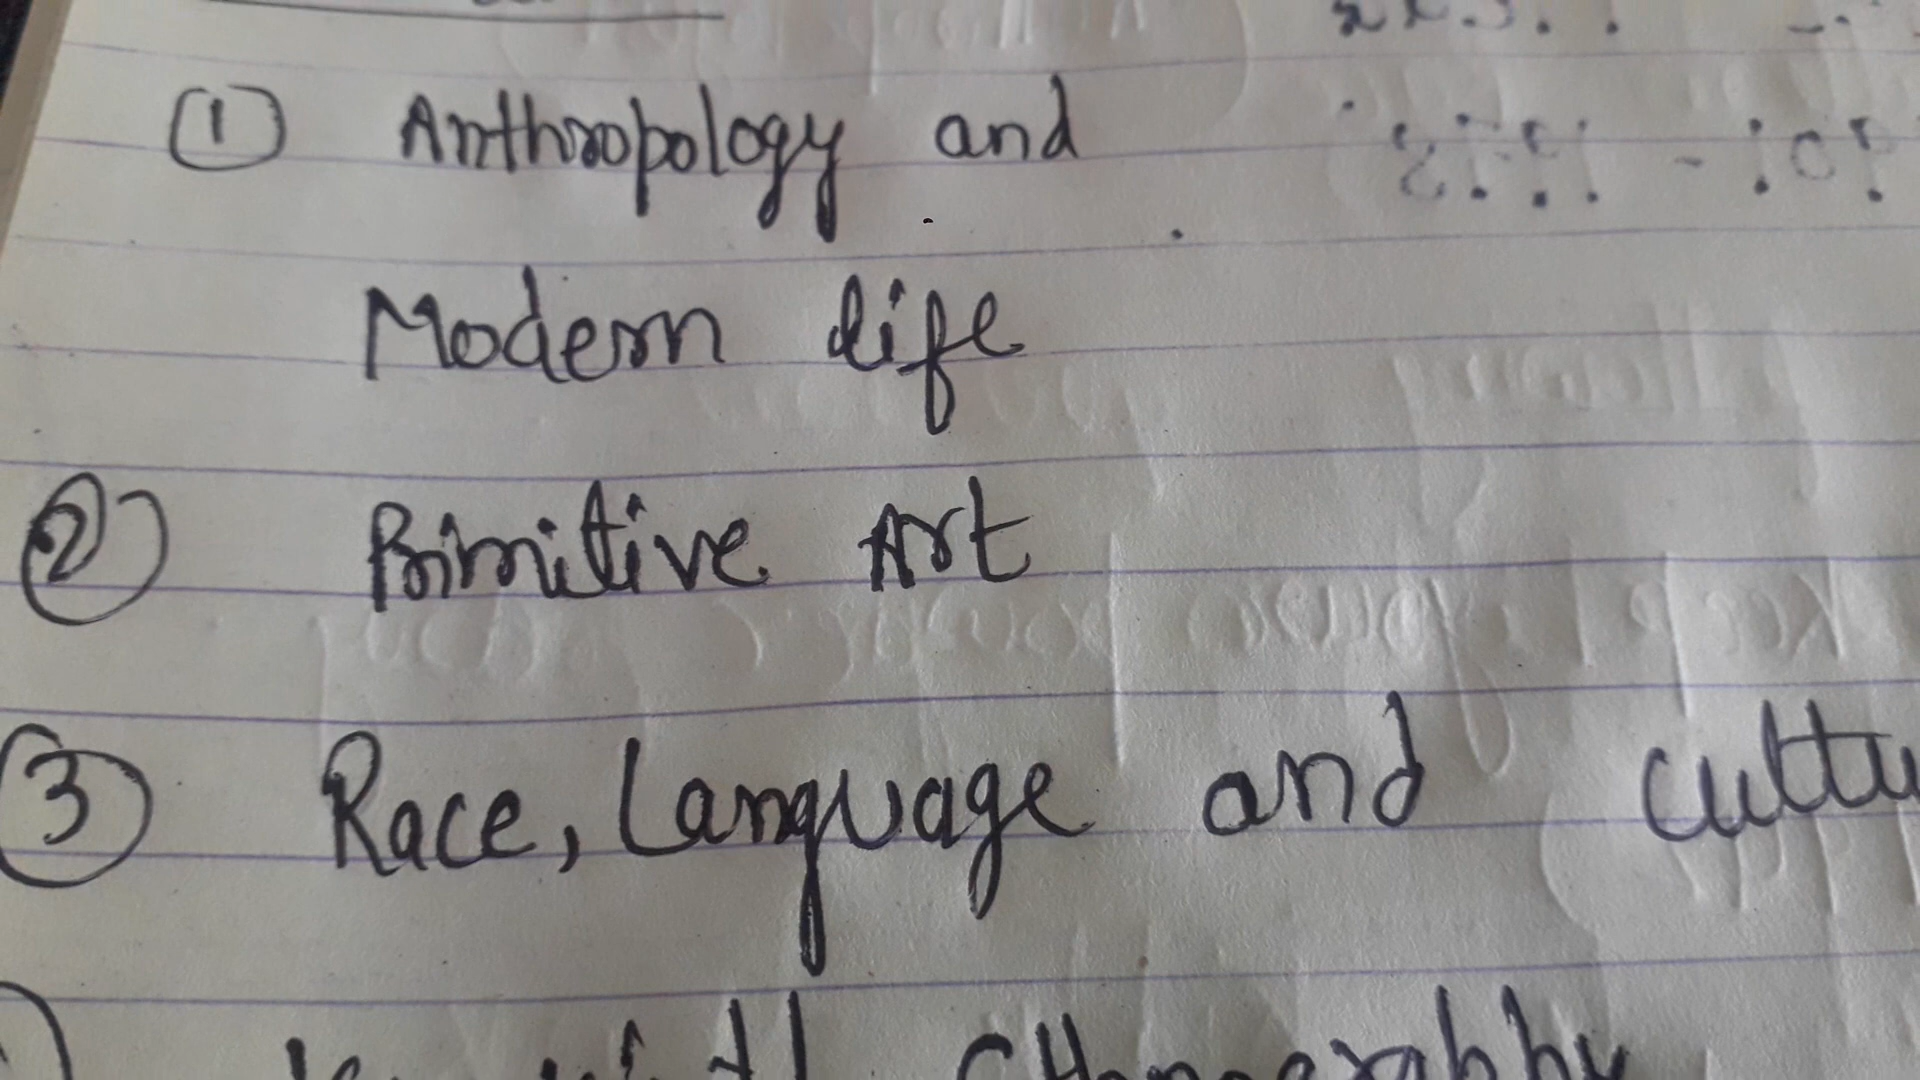 ① Anthropology and
Modern life
② Primitive Art
③ Race, Language and